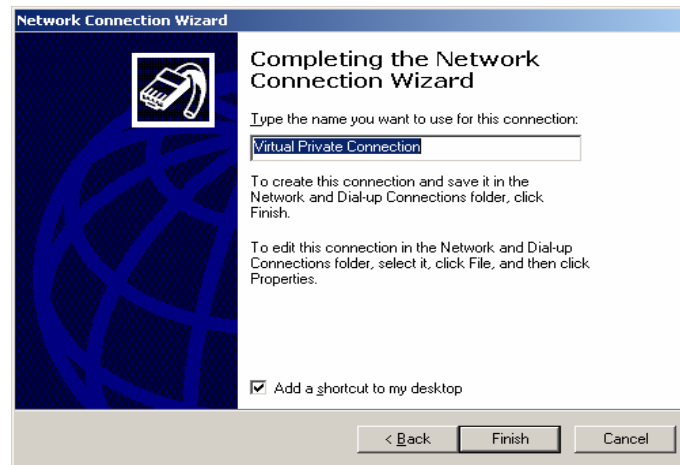 Network Connection Wizard
Completing the Network
Connection Wizard
Type the name you want to use for this connection:
Virtual Private Connection
To create this connection and save it in the
Network and Dial-up Connections folder, click
Finish.
To edit this connection in the Network and Dial-up
Connections folder, select it, click File, and then click
Properties.
Add a shortcut to my desktop
< Back
Finish
Cancel